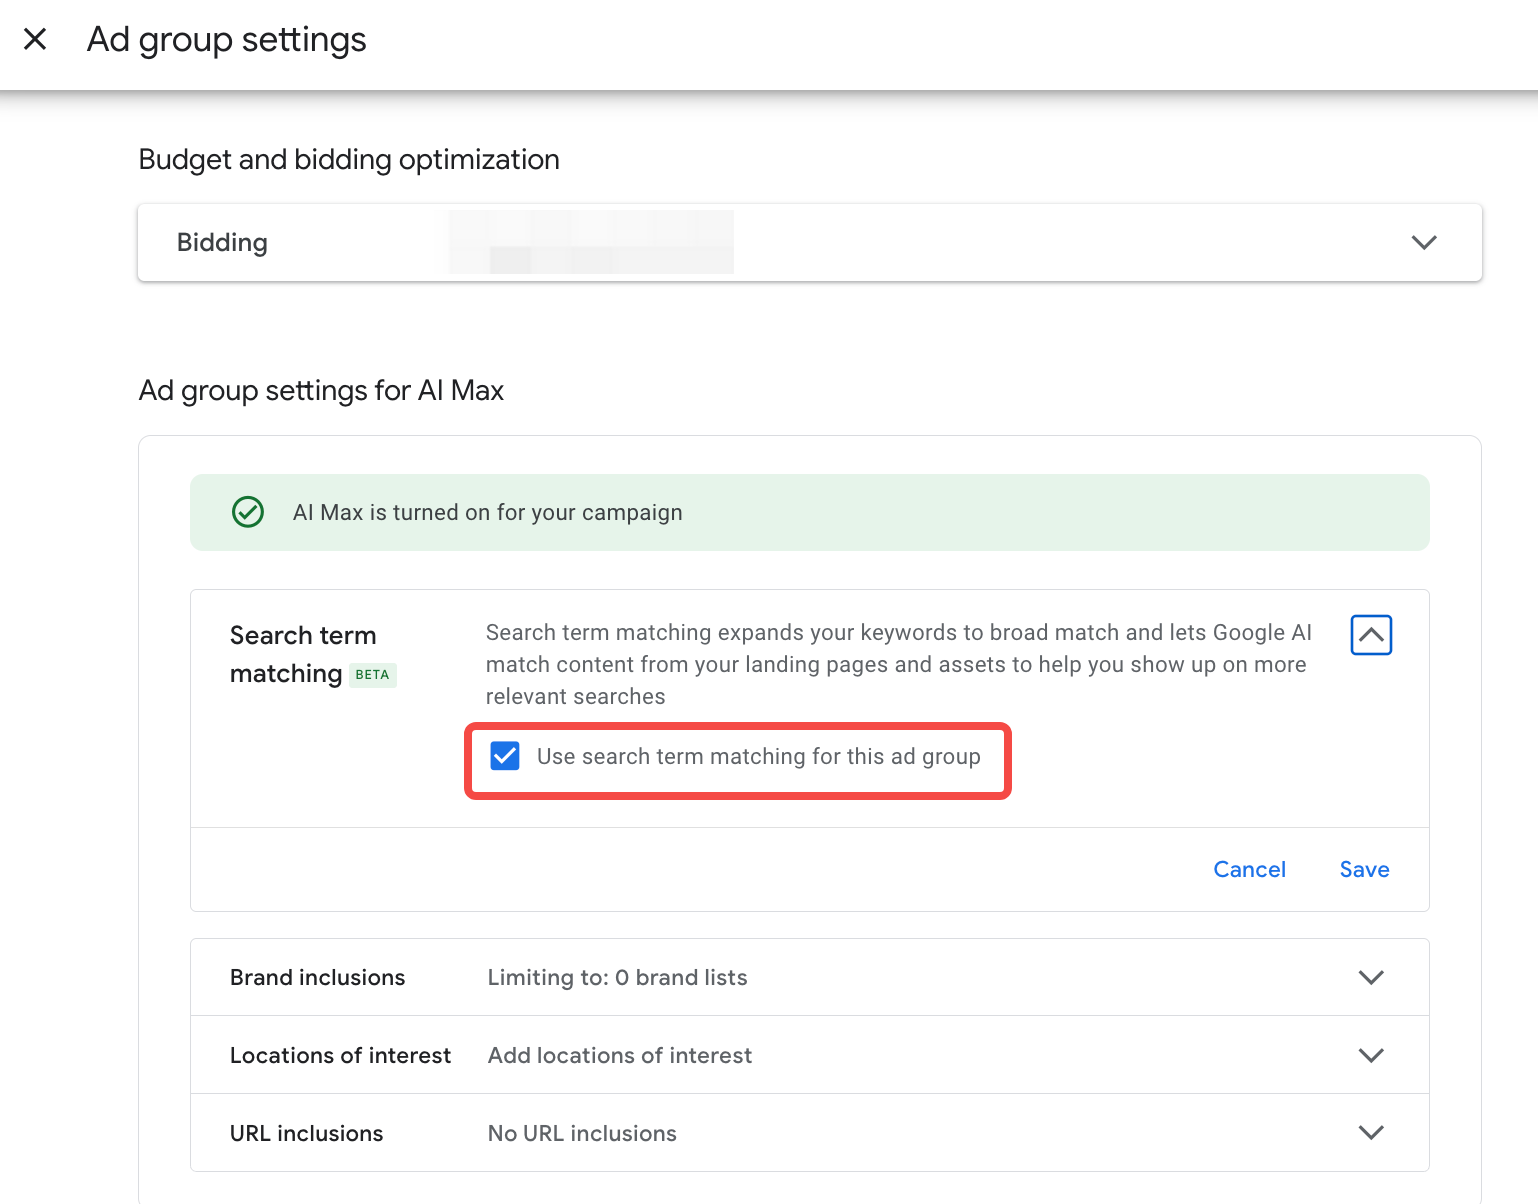 Ad group settings
Budget and bidding optimization
Bidding
Ad group settings for AI Max
AI Max is turned on for your campaign
Search term
matching BETA
Search term matching expands your keywords to broad match and lets Google AI
match content from your landing pages and assets to help you show up on more
relevant searches
Use search term matching for this ad group
Cancel Save
Brand inclusions Limiting to: 0 brand lists
Locations of interest Add locations of interest
URL inclusions No URL inclusions